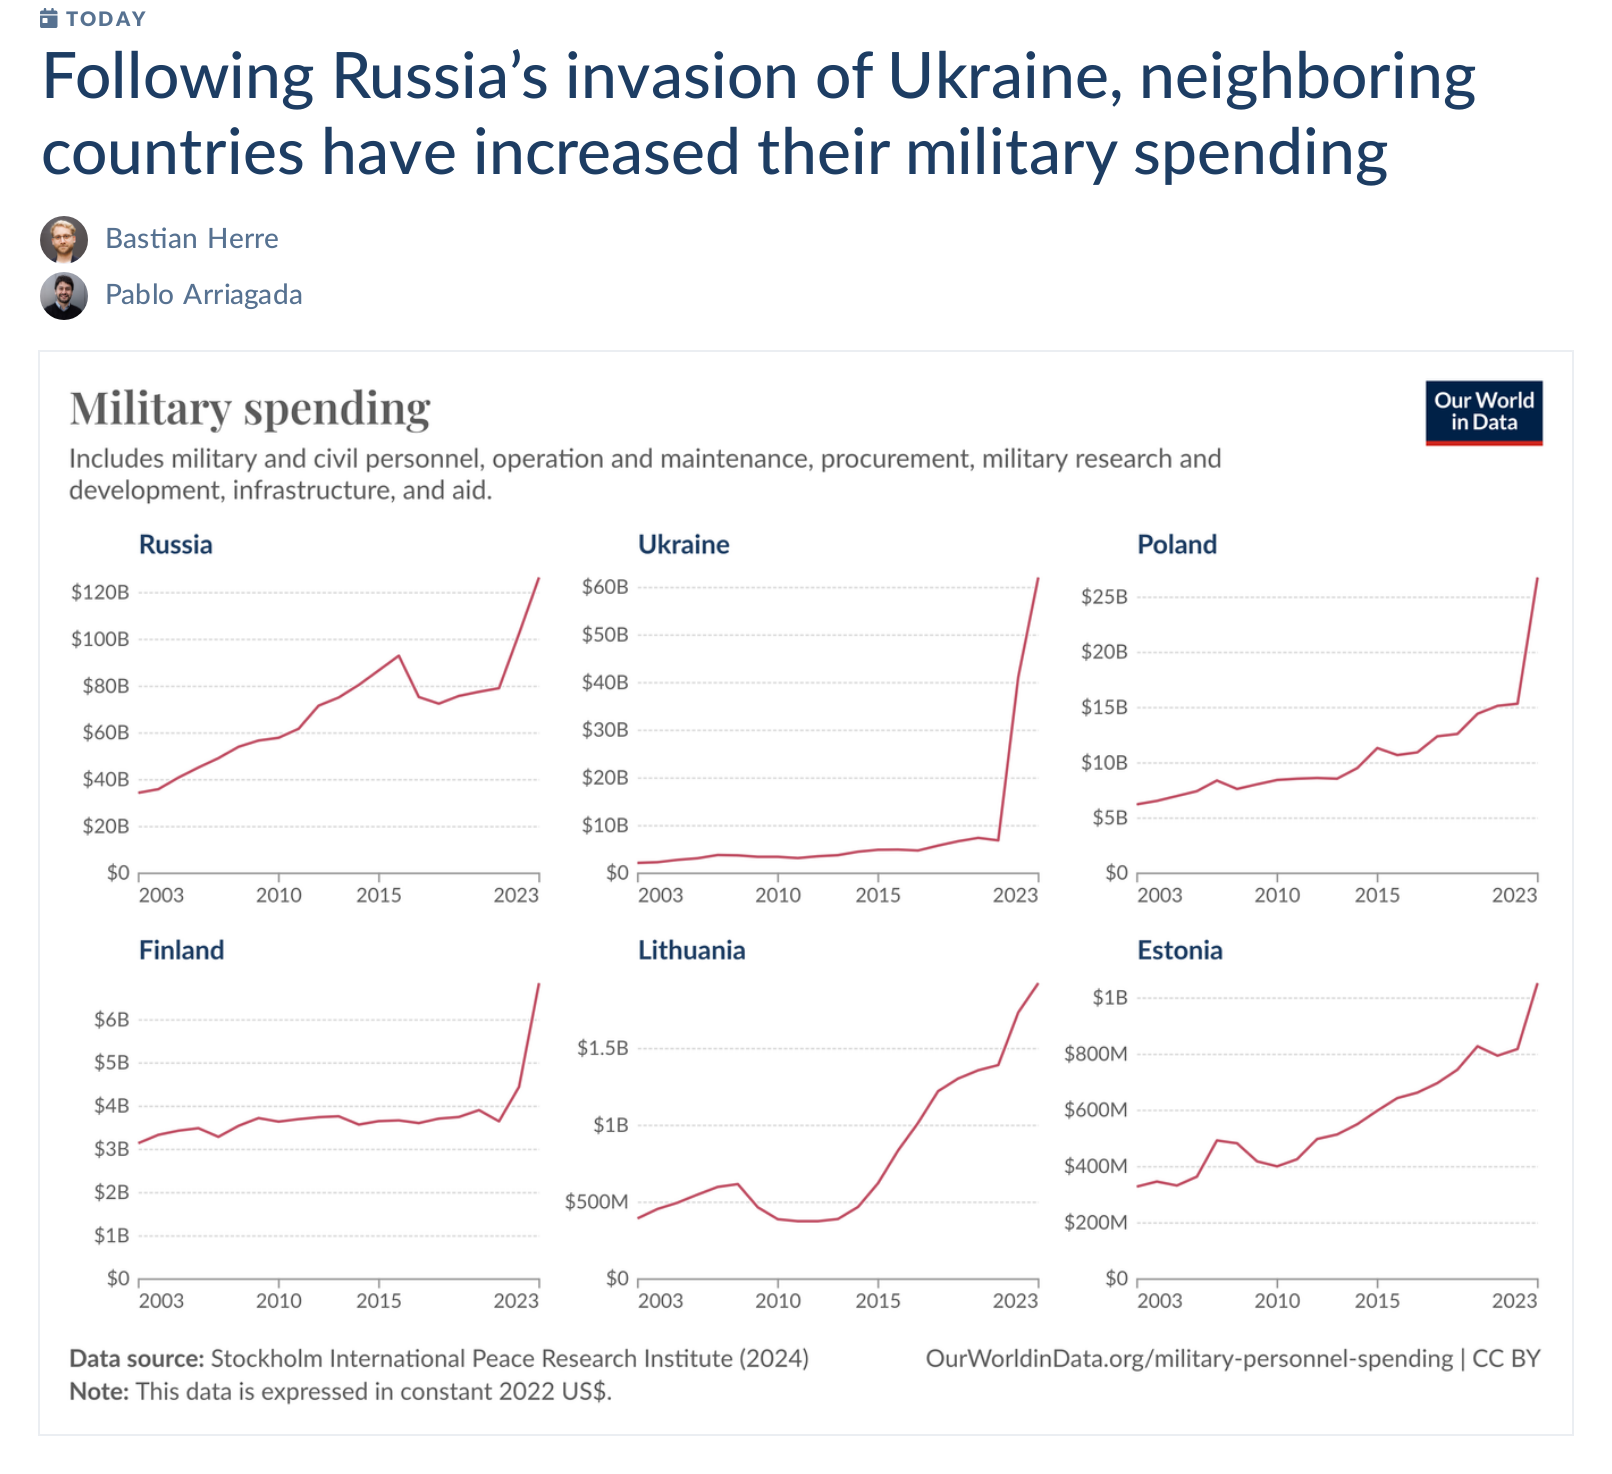 TODAY
Following Russia’s invasion of Ukraine, neighboring
countries have increased their military spending
Bastian Herre
Pablo Arriagada
Military spending
Our World
in Data
Includes military and civil personnel, operation and maintenance, procurement, military research and
development, infrastructure, and aid.
Russia
$120B
$100B
$80B
$60B
$40B
$20B
$0
2003 2010 2015 2023
Ukraine
$60B
$50B
$40B
$30B
$20B
$10B
$0
2003 2010 2015 2023
Poland
$25B
$20B
$15B
$10B
$5B
$0
2003 2010 2015 2023
Finland
$6B
$5B
$4B
$3B
$2B
$1B
$0
2003 2010 2015 2023
Lithuania
$1.5B
$1B
$500M
$0
2003 2010 2015 2023
Estonia
$1B
$800M
$600M
$400M
$200M
$0
2003 2010 2015 2023
Data source: Stockholm International Peace Research Institute (2024)
OurWorldinData.org/military-personnel-spending | CC BY
Note: This data is expressed in constant 2022 US$.